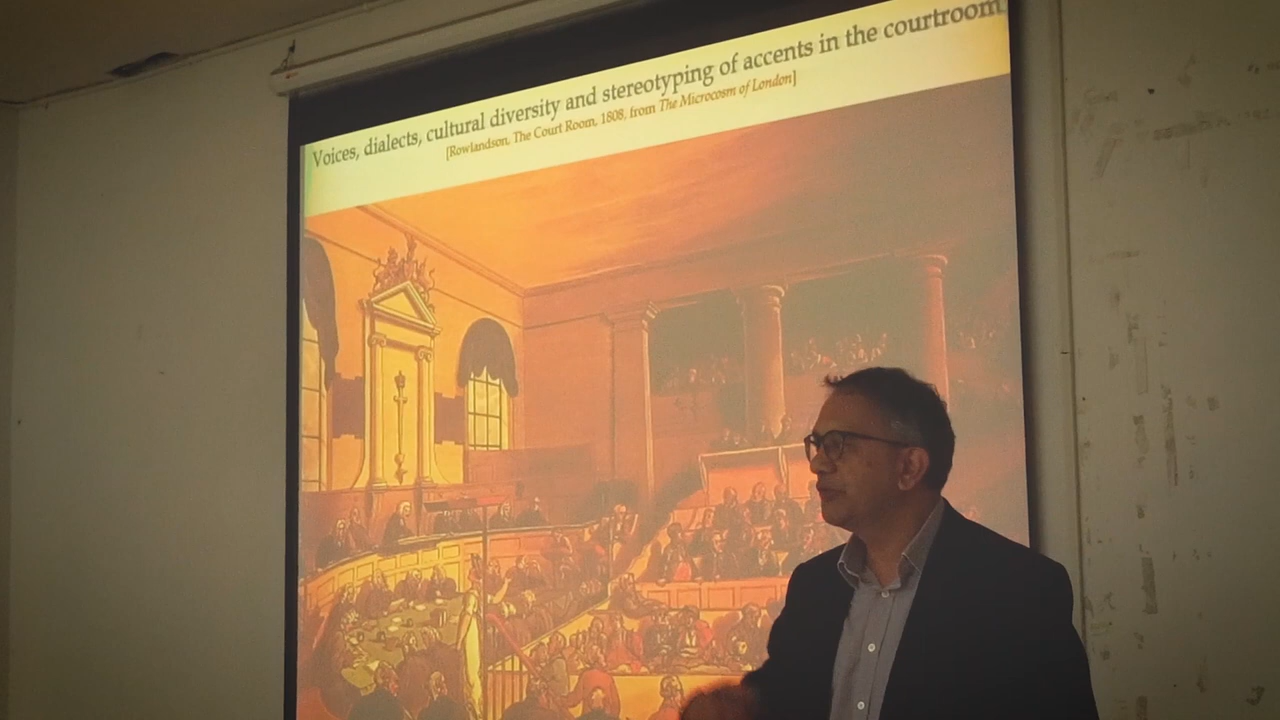 Voices, dialects, cultural diversity and stereotyping of accents in the courtroom
[Rowlandson, The Court Room, 1808, from The Microcosm of London]